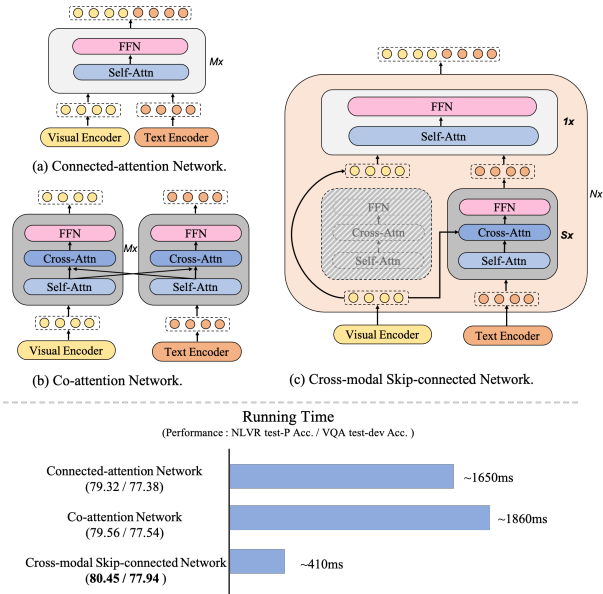 FFN
Self-Attn
Mx
Visual Encoder
Text Encoder
(a) Connected-attention Network.
FFN
Cross-Attn
Self-Attn
Mx
FFN
Cross-Attn
Self-Attn
Visual Encoder
Text Encoder
(b) Co-attention Network.
FFN
Self-Attn
1x
FFN
Cross-Attn
Self-Attn
FFN
Cross-Attn
Self-Attn
Sx
Nx
Visual Encoder
Text Encoder
(c) Cross-modal Skip-connected Network.
Running Time
(Performance : NLVR test-P Acc. / VQA test-dev Acc. )
Connected-attention Network
(79.32 / 77.38)
~1650ms
Co-attention Network
(79.56 / 77.54)
~1860ms
Cross-modal Skip-connected Network
(80.45 / 77.94)
~410ms